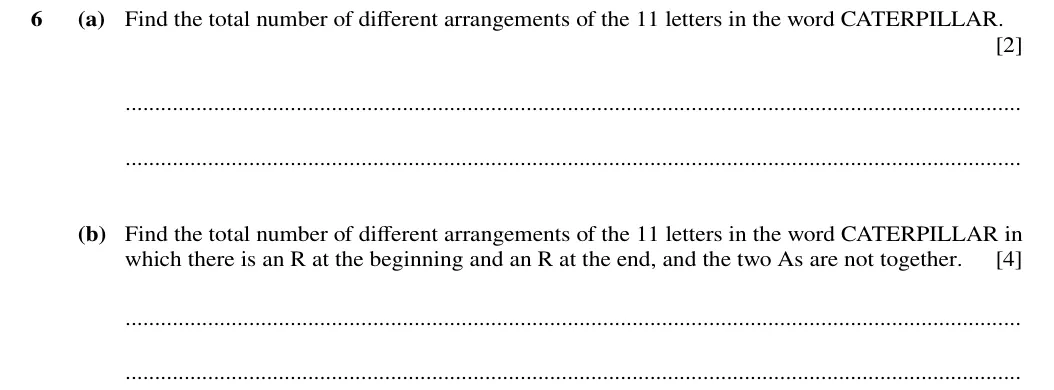 6 (a) Find the total number of different arrangements of the 11 letters in the word CATERPILLAR.
[2]
(b) Find the total number of different arrangements of the 11 letters in the word CATERPILLAR in
which there is an R at the beginning and an R at the end, and the two As are not together. [4]